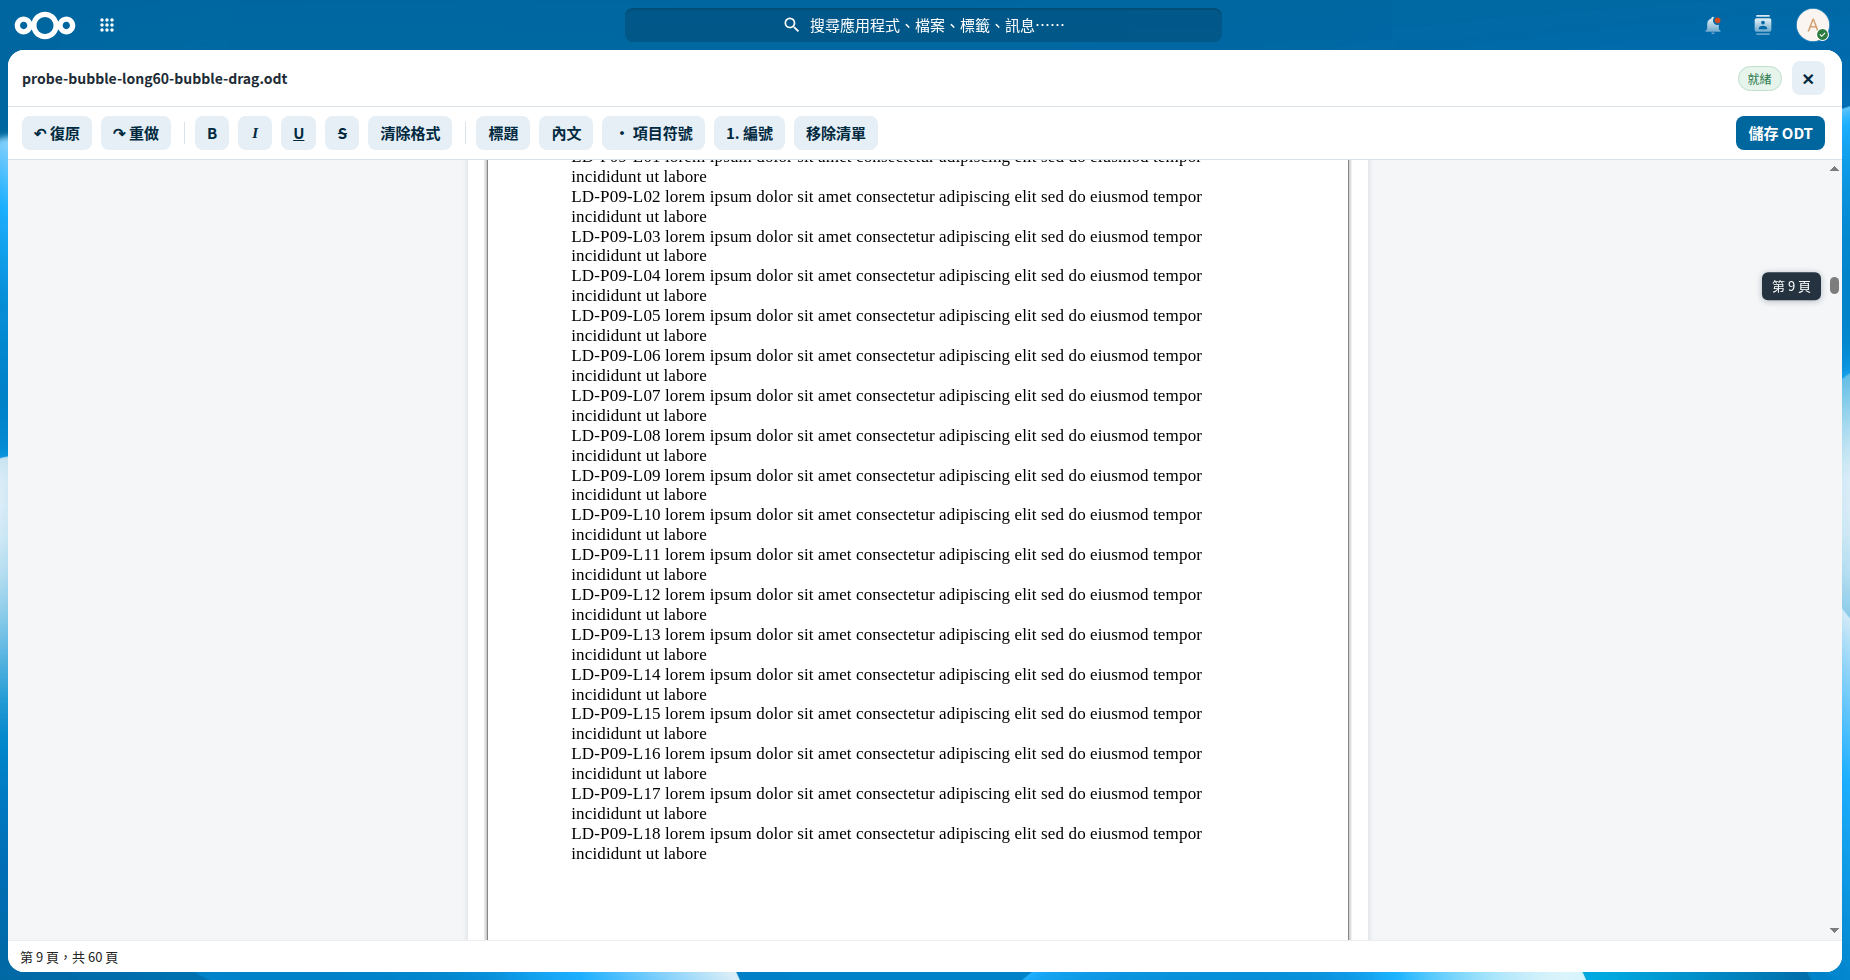 搜尋應用程式、檔案、標籤、訊息⋯⋯
A
probe-bubble-long60-bubble-drag.odt
就緒
×
↶ 復原
↷ 重做
B
I
U
S
清除格式
標題
內文
・ 項目符號
1. 編號
移除清單
儲存 ODT
lorem ipsum dolor sit amet consectetur adipiscing elit sed do eiusmod tempor
incididunt ut labore
LD-P09-L02 lorem ipsum dolor sit amet consectetur adipiscing elit sed do eiusmod tempor
incididunt ut labore
LD-P09-L03 lorem ipsum dolor sit amet consectetur adipiscing elit sed do eiusmod tempor
incididunt ut labore
LD-P09-L04 lorem ipsum dolor sit amet consectetur adipiscing elit sed do eiusmod tempor
incididunt ut labore
LD-P09-L05 lorem ipsum dolor sit amet consectetur adipiscing elit sed do eiusmod tempor
incididunt ut labore
LD-P09-L06 lorem ipsum dolor sit amet consectetur adipiscing elit sed do eiusmod tempor
incididunt ut labore
LD-P09-L07 lorem ipsum dolor sit amet consectetur adipiscing elit sed do eiusmod tempor
incididunt ut labore
LD-P09-L08 lorem ipsum dolor sit amet consectetur adipiscing elit sed do eiusmod tempor
incididunt ut labore
LD-P09-L09 lorem ipsum dolor sit amet consectetur adipiscing elit sed do eiusmod tempor
incididunt ut labore
LD-P09-L10 lorem ipsum dolor sit amet consectetur adipiscing elit sed do eiusmod tempor
incididunt ut labore
LD-P09-L11 lorem ipsum dolor sit amet consectetur adipiscing elit sed do eiusmod tempor
incididunt ut labore
LD-P09-L12 lorem ipsum dolor sit amet consectetur adipiscing elit sed do eiusmod tempor
incididunt ut labore
LD-P09-L13 lorem ipsum dolor sit amet consectetur adipiscing elit sed do eiusmod tempor
incididunt ut labore
LD-P09-L14 lorem ipsum dolor sit amet consectetur adipiscing elit sed do eiusmod tempor
incididunt ut labore
LD-P09-L15 lorem ipsum dolor sit amet consectetur adipiscing elit sed do eiusmod tempor
incididunt ut labore
LD-P09-L16 lorem ipsum dolor sit amet consectetur adipiscing elit sed do eiusmod tempor
incididunt ut labore
LD-P09-L17 lorem ipsum dolor sit amet consectetur adipiscing elit sed do eiusmod tempor
incididunt ut labore
LD-P09-L18 lorem ipsum dolor sit amet consectetur adipiscing elit sed do eiusmod tempor
incididunt ut labore
第 9 頁
第 9 頁，共 60 頁